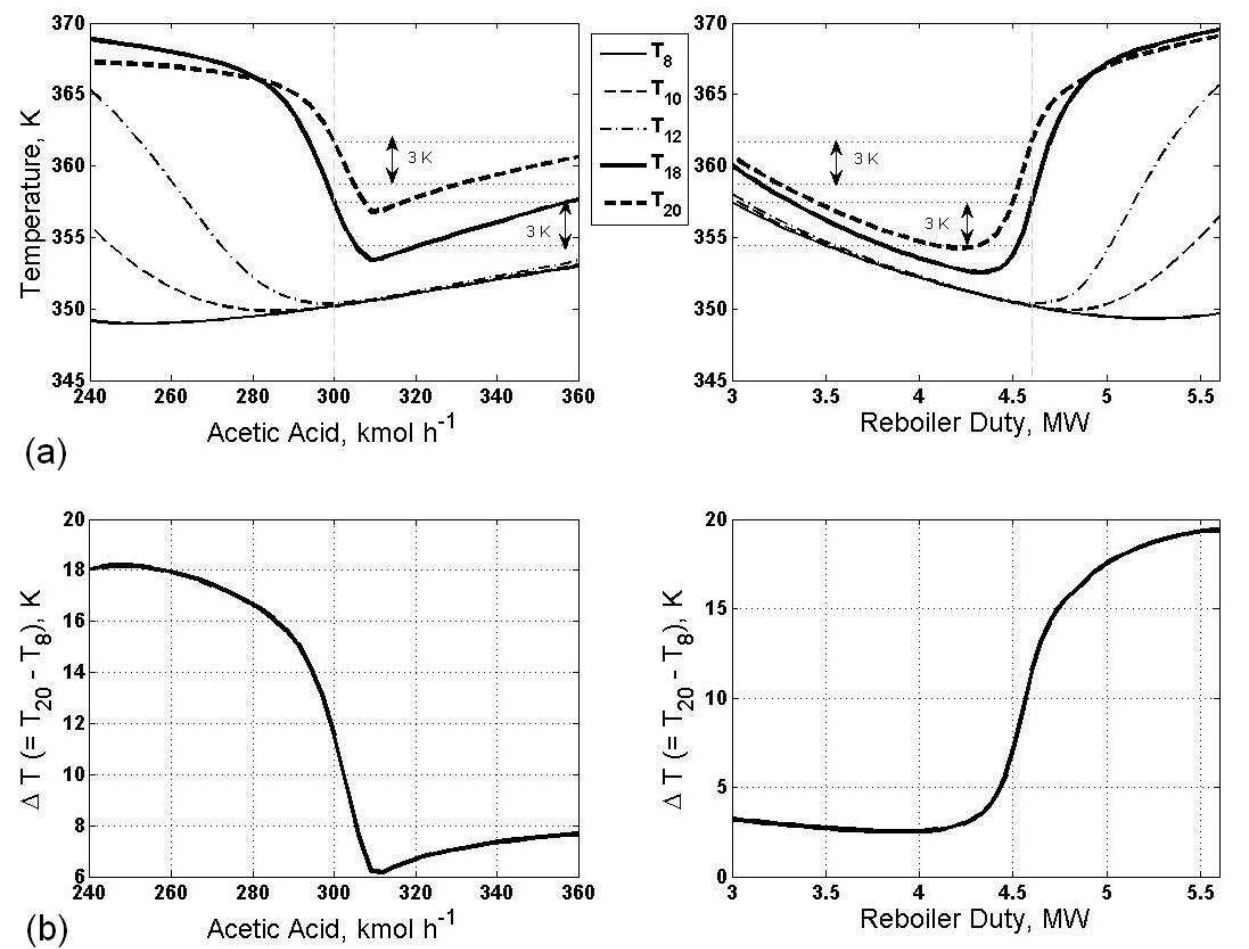 370
365
360
355
350
345
Temperature, K
3 K
3 K
240 260 280 300 320 340 360
Acetic Acid, kmol h-1
T8
T10
T12
T18
T20
370
365
360
355
350
345
3 K
3 K
3 3.5 4 4.5 5 5.5
Reboiler Duty, MW
(a)
20
18
16
14
12
10
8
6
Δ T (= T20 - T8), K
240 260 280 300 320 340 360
Acetic Acid, kmol h-1
20
15
10
5
0
Δ T (= T20 - T8), K
3 3.5 4 4.5 5 5.5
Reboiler Duty, MW
(b)